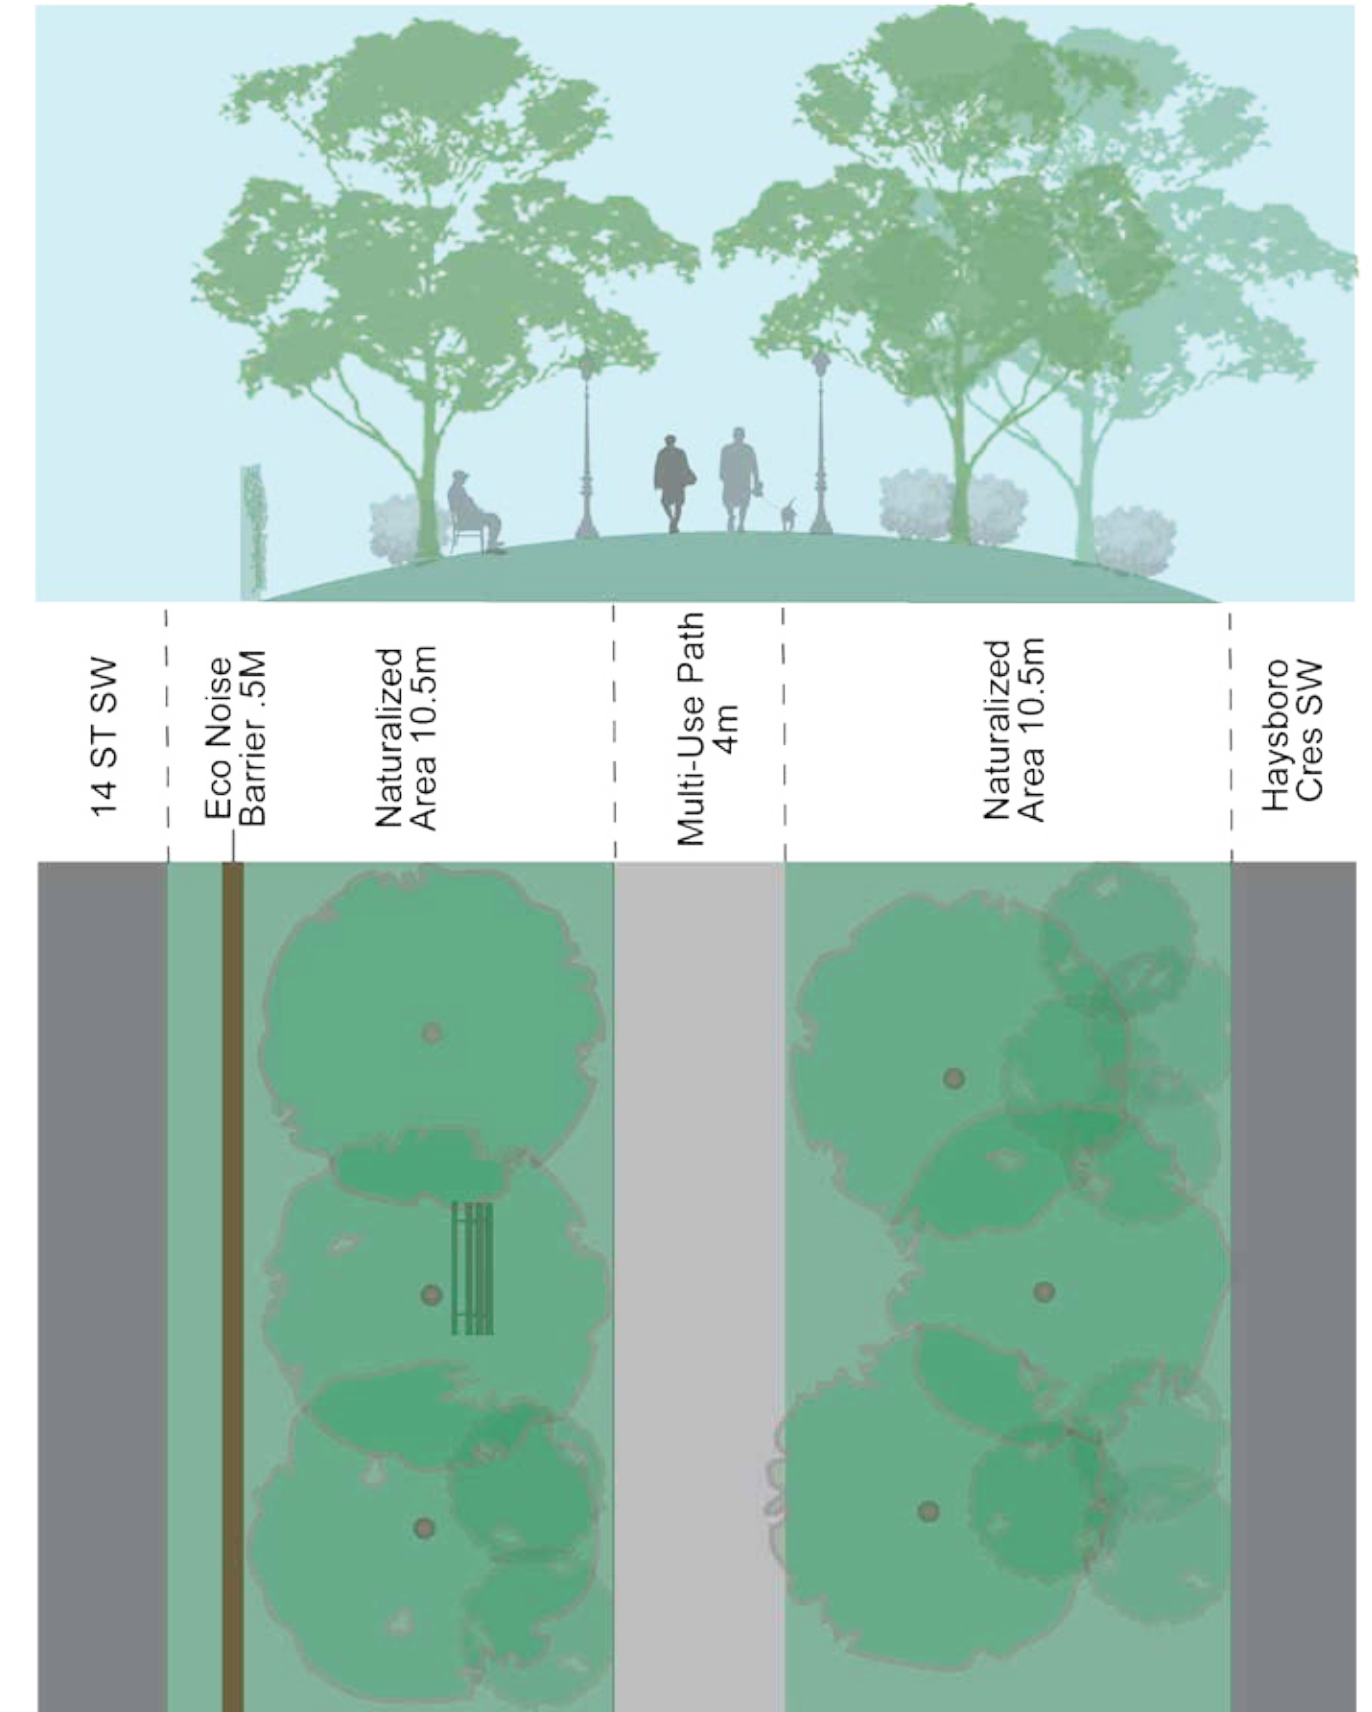 14 ST SW
Eco Noise
Barrier .5M
Naturalized
Area 10.5m
Multi-Use Path
4m
Naturalized
Area 10.5m
Haysboro
Cres SW